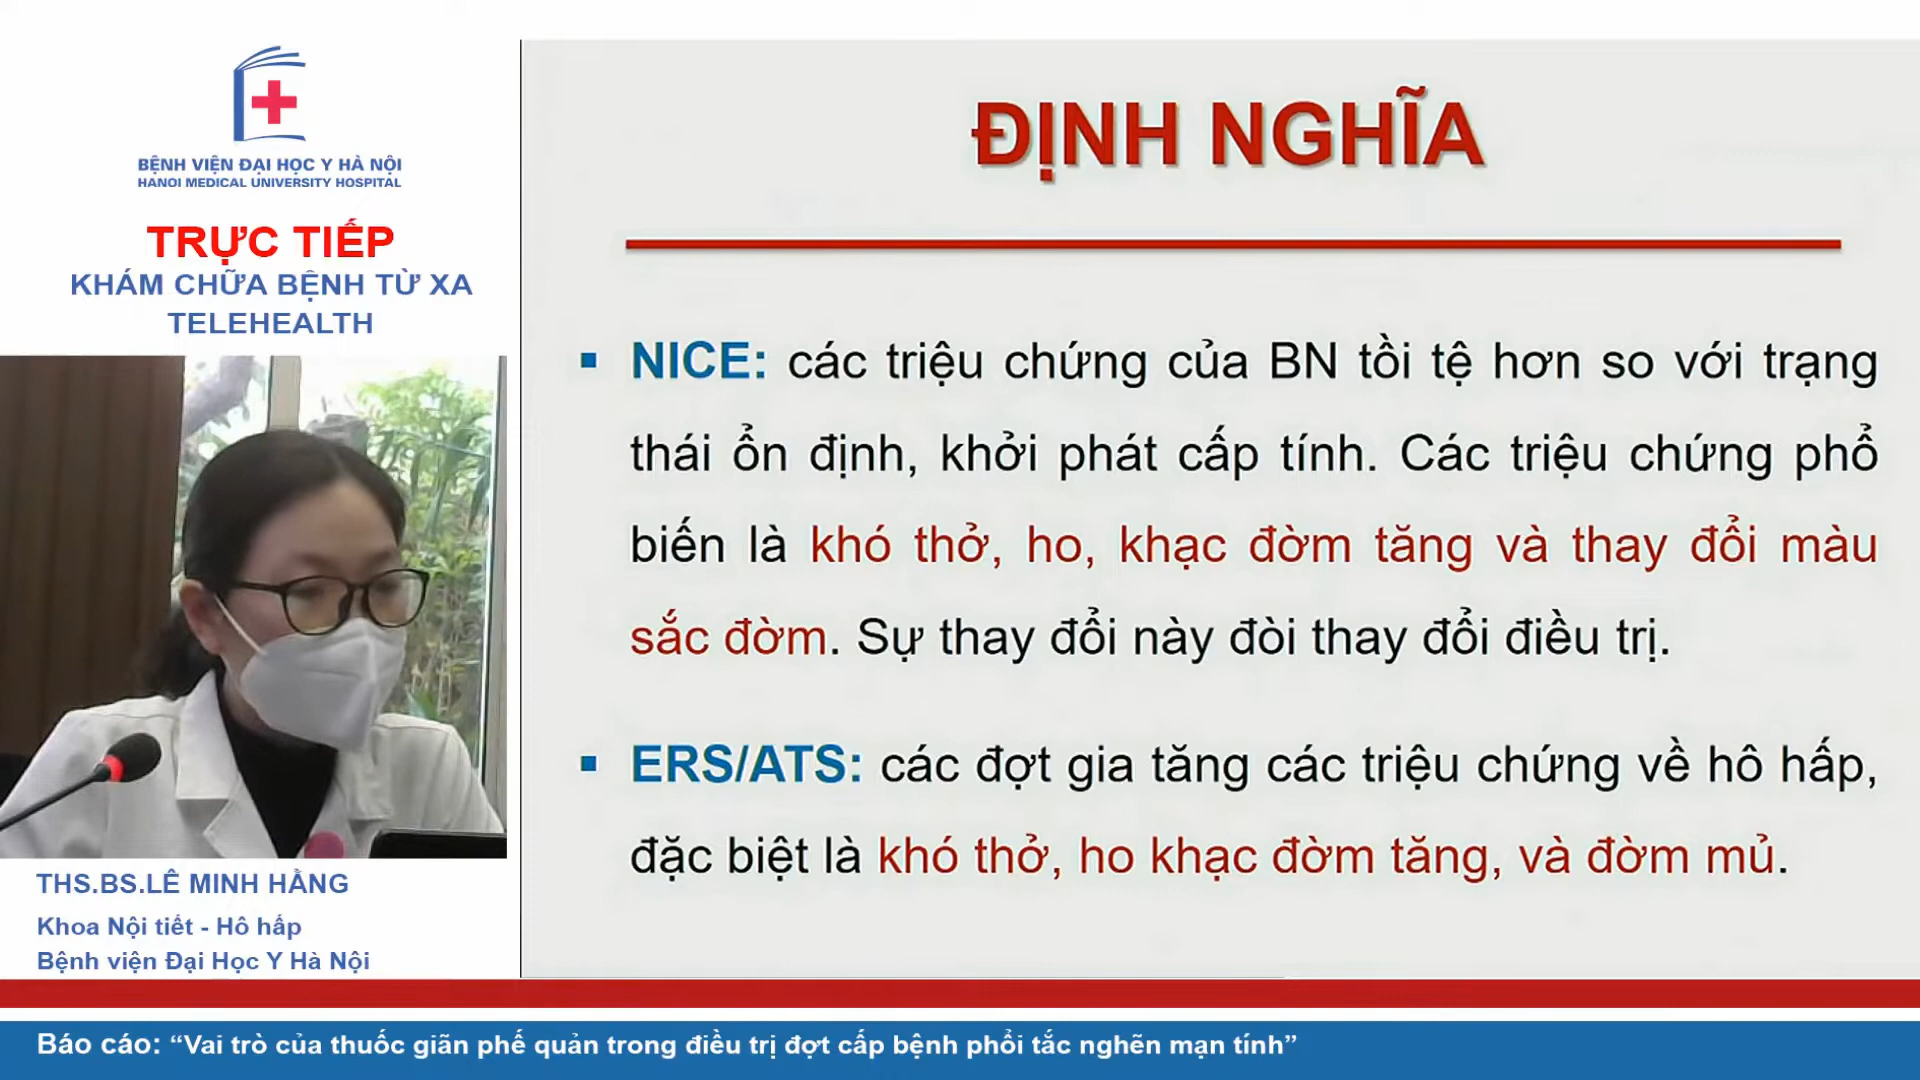 BỆNH VIỆN ĐẠI HỌC Y HÀ NỘI
HANOI MEDICAL UNIVERSITY HOSPITAL
TRỰC TIẾP
KHÁM CHỮA BỆNH TỪ XA
TELEHEALTH
THS.BS.LÊ MINH HẰNG
Khoa Nội tiết - Hô hấp
Bệnh viện Đại Học Y Hà Nội
ĐỊNH NGHĨA
▪ NICE: các triệu chứng của BN tồi tệ hơn so với trạng
thái ổn định, khởi phát cấp tính. Các triệu chứng phổ
biến là khó thở, ho, khạc đờm tăng và thay đổi màu
sắc đờm. Sự thay đổi này đòi thay đổi điều trị.
▪ ERS/ATS: các đợt gia tăng các triệu chứng về hô hấp,
đặc biệt là khó thở, ho khạc đờm tăng, và đờm mủ.
Báo cáo: “Vai trò của thuốc giãn phế quản trong điều trị đợt cấp bệnh phổi tắc nghẽn mạn tính”